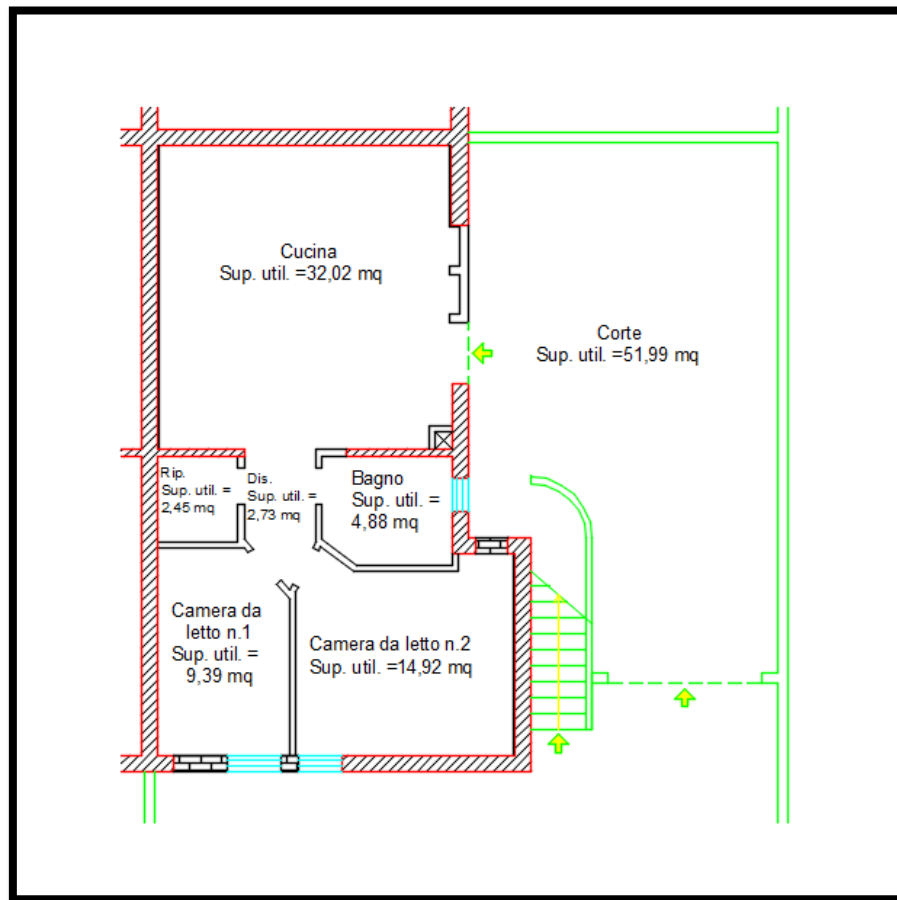 Cucina
Sup. util. =32,02 mq
Corte
Sup. util. =51,99 mq
Rip.
Sup. util. =
2,45 mq
Dis.
Sup. util. =
2,73 mq
Bagno
Sup. util. =
4,88 mq
Camera da
letto n.1
Sup. util. =
9,39 mq
Camera da letto n.2
Sup. util. =14,92 mq